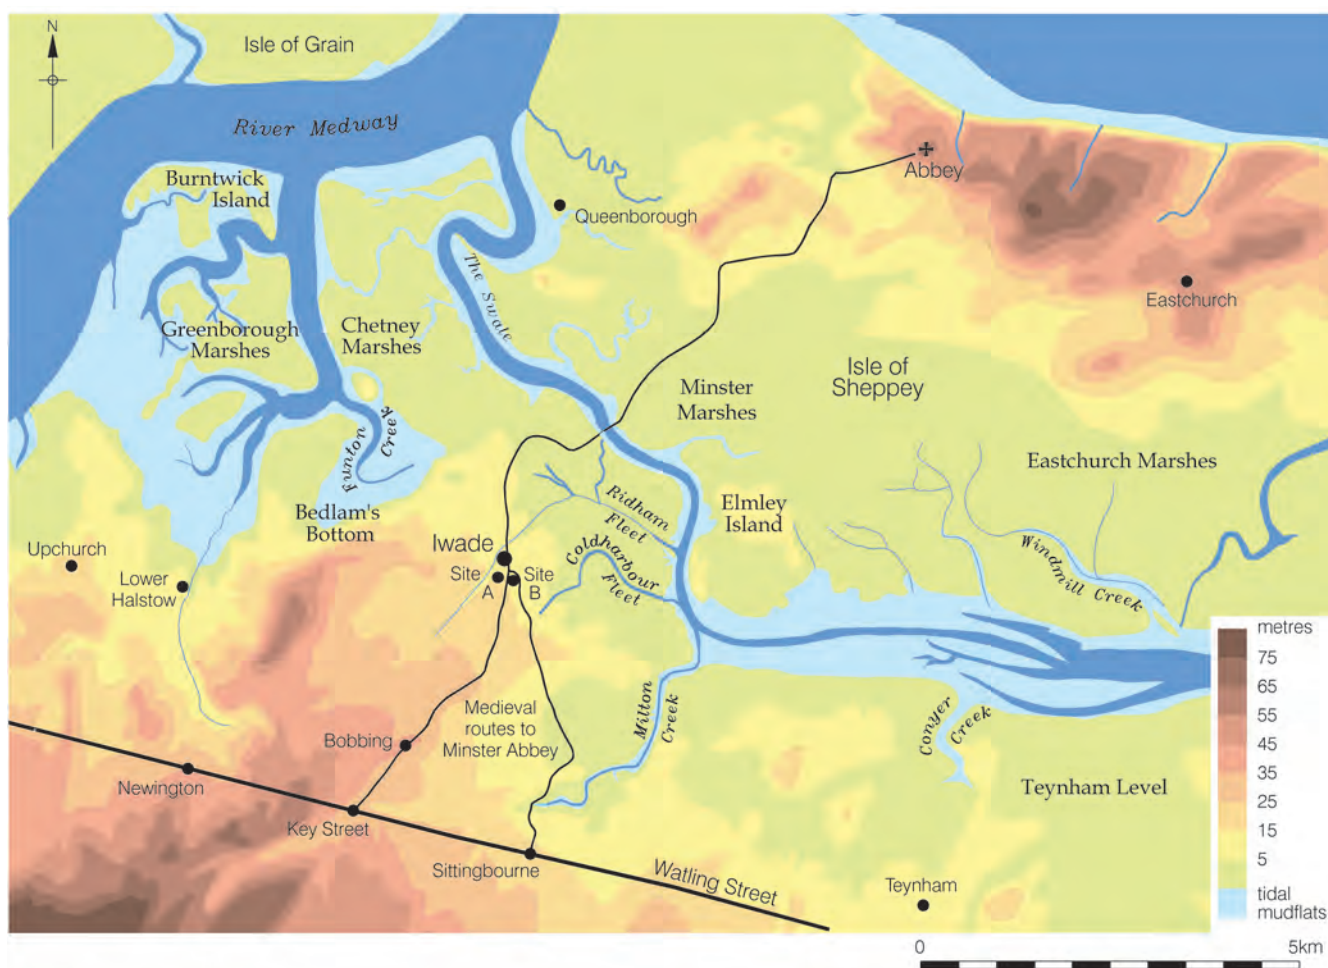 N
Isle of Grain
River Medway
Burntwick
Island
Abbey
Queenborough
The Swale
Eastchurch
Greenborough
Marshes
Chetney
Marshes
Isle of
Sheppey
Minster
Marshes
Funton
Creek
Eastchurch Marshes
Ridham
Fleet
Elmley
Island
Bedlam's
Bottom
Iwade
Upchurch
Lower
Halstow
Site
A
Site
B
Coldharbour
Fleet
Windmill Creek
metres
75
65
55
45
35
25
15
5
tidal
mudflats
Milton
Creek
Conyer
Creek
Medieval
routes to
Minster Abbey
Bobbing
Newington
Key Street
Teynham Level
Sittingbourne
Watling Street
Teynham
0
5km